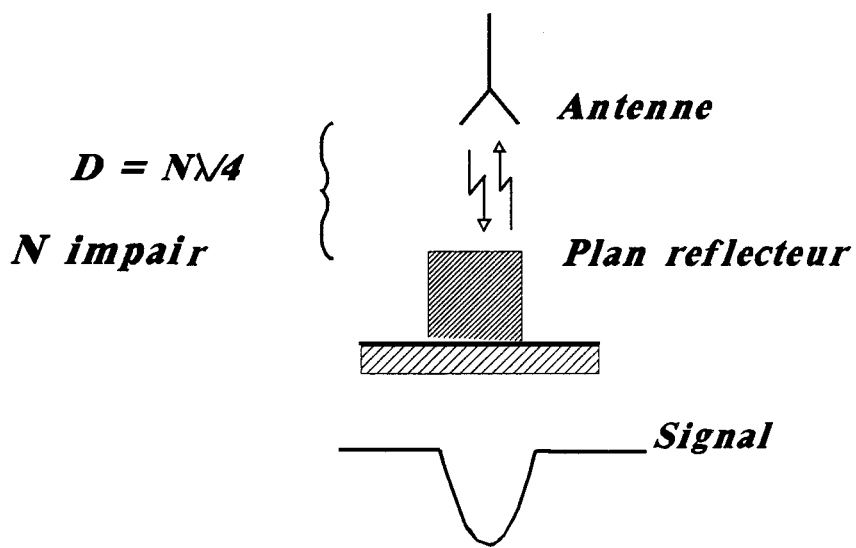 Antenne
D = Nλ/4
N impair
Plan reflecteur
Signal